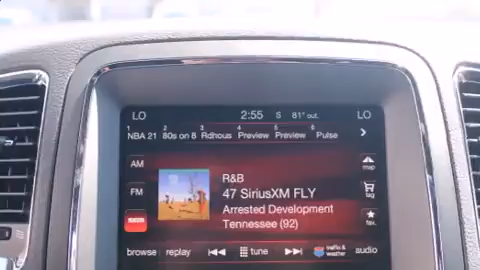 LO 2:55 S 81° out. LO
1 2 3 4 5 6
NBA 21 80s on 8 Rdhous Preview Preview Pulse
AM
R&B
map
FM
47 SiriusXM FLY
tag
Arrested Development
Tennessee (92)
fav.
browse replay tune traffic & weather audio